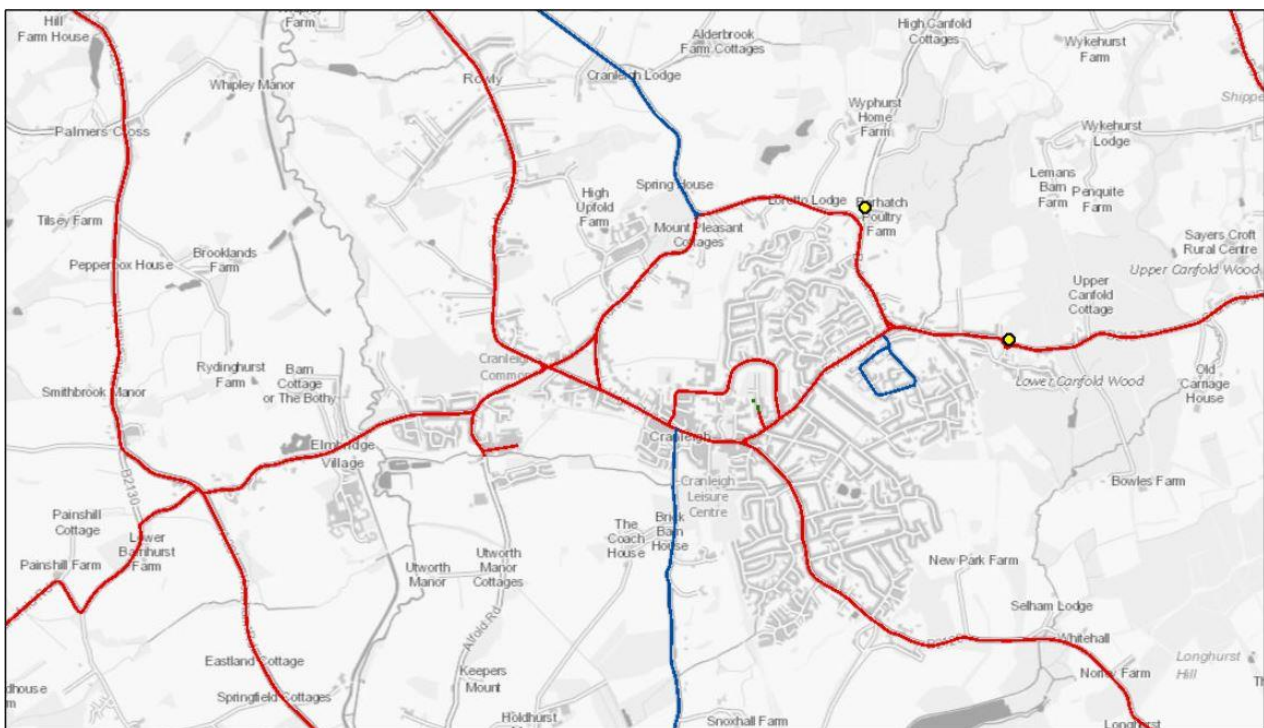 Hill
Farm House
Farm
Alderbrook
Farm Cottages
High Canfold
Cottages
Wykehurst
Farm
Rowly
Cranleigh Lodge
Whipley Manor
Wyphurst
Home
Farm
Shippe
Palmers Cross
Wykehurst
Lodge
Spring House
Lemans
Barn
Farm
Penquite
Farm
High
Upfold
Farm
Loretto Lodge
Poultry
Farm
Tilsey Farm
Mount Pleasant
Cottages
Sayers Croft
Rural Centre
Brooklands
Farm
Pepperbox House
Upper Canfold Wood
Upper
Canfold
Cottage
Cranleigh
Common
Rydinghurst
Farm
Barn
Cottage
or The Bothy
Smithbrook Manor
Lower Canfold Wood
Old
Carriage
House
Elmbridge
Village
Cranleigh
B2130
Cranleigh
Leisure
Centre
Bowles Farm
Painshill
Cottage
The
Coach
House
Brick
Barn
House
Lower
Barnhurst
Farm
Painshill Farm
Utworth
Manor
Utworth
Manor
Cottages
New Park Farm
Selham Lodge
Alfold Rd
Whitehall
Eastland Cottage
Longhurst
Hill
Keepers
Mount
Norley Farm
Springfield Cottages
Holdhurst
Snoxhall Farm
Longhurst